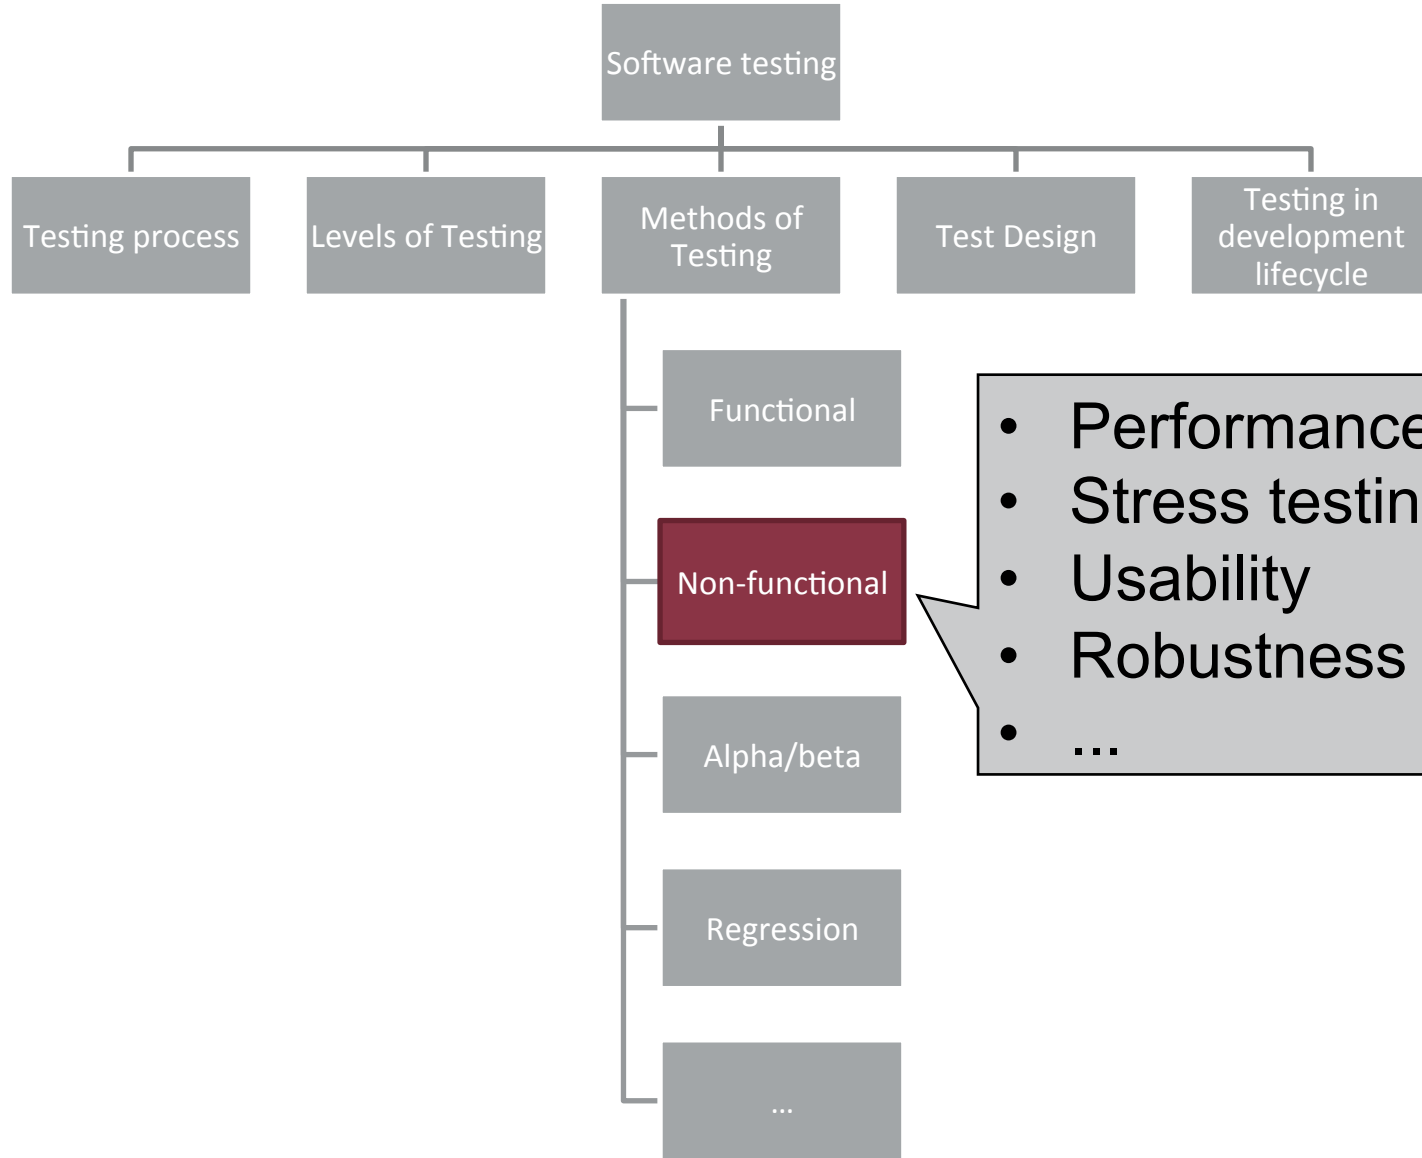 Software testing
Testing process
Levels of Testing
Methods of
Testing
Test Design
Testing in
development
lifecycle
Functional
• Performance
• Stress testin
Non-functional
• Usability
• Robustness
• ...
Alpha/beta
Regression
...